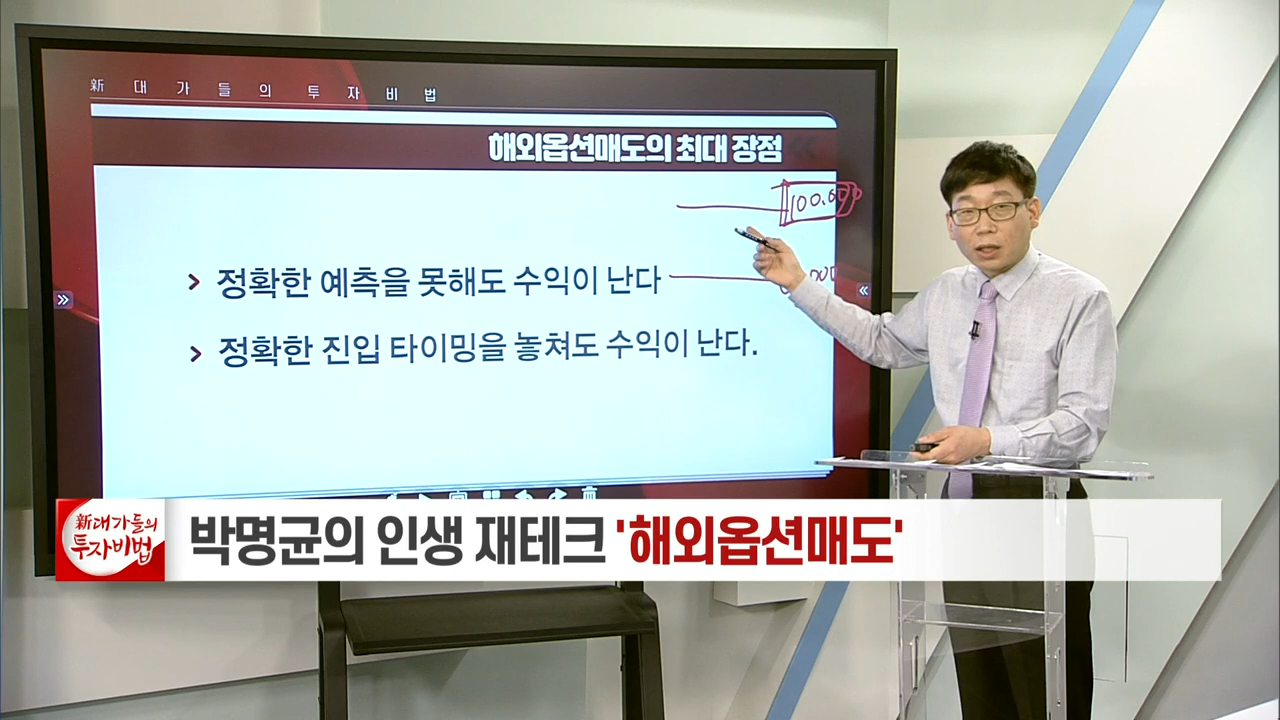 新대가들의투자비법
해외옵션매도의 최대 장점
100.00
정확한 예측을 못해도 수익이 난다
정확한 진입 타이밍을 놓쳐도 수익이 난다.
新대가들의
투자비법
박명균의 인생 재테크 '해외옵션매도'